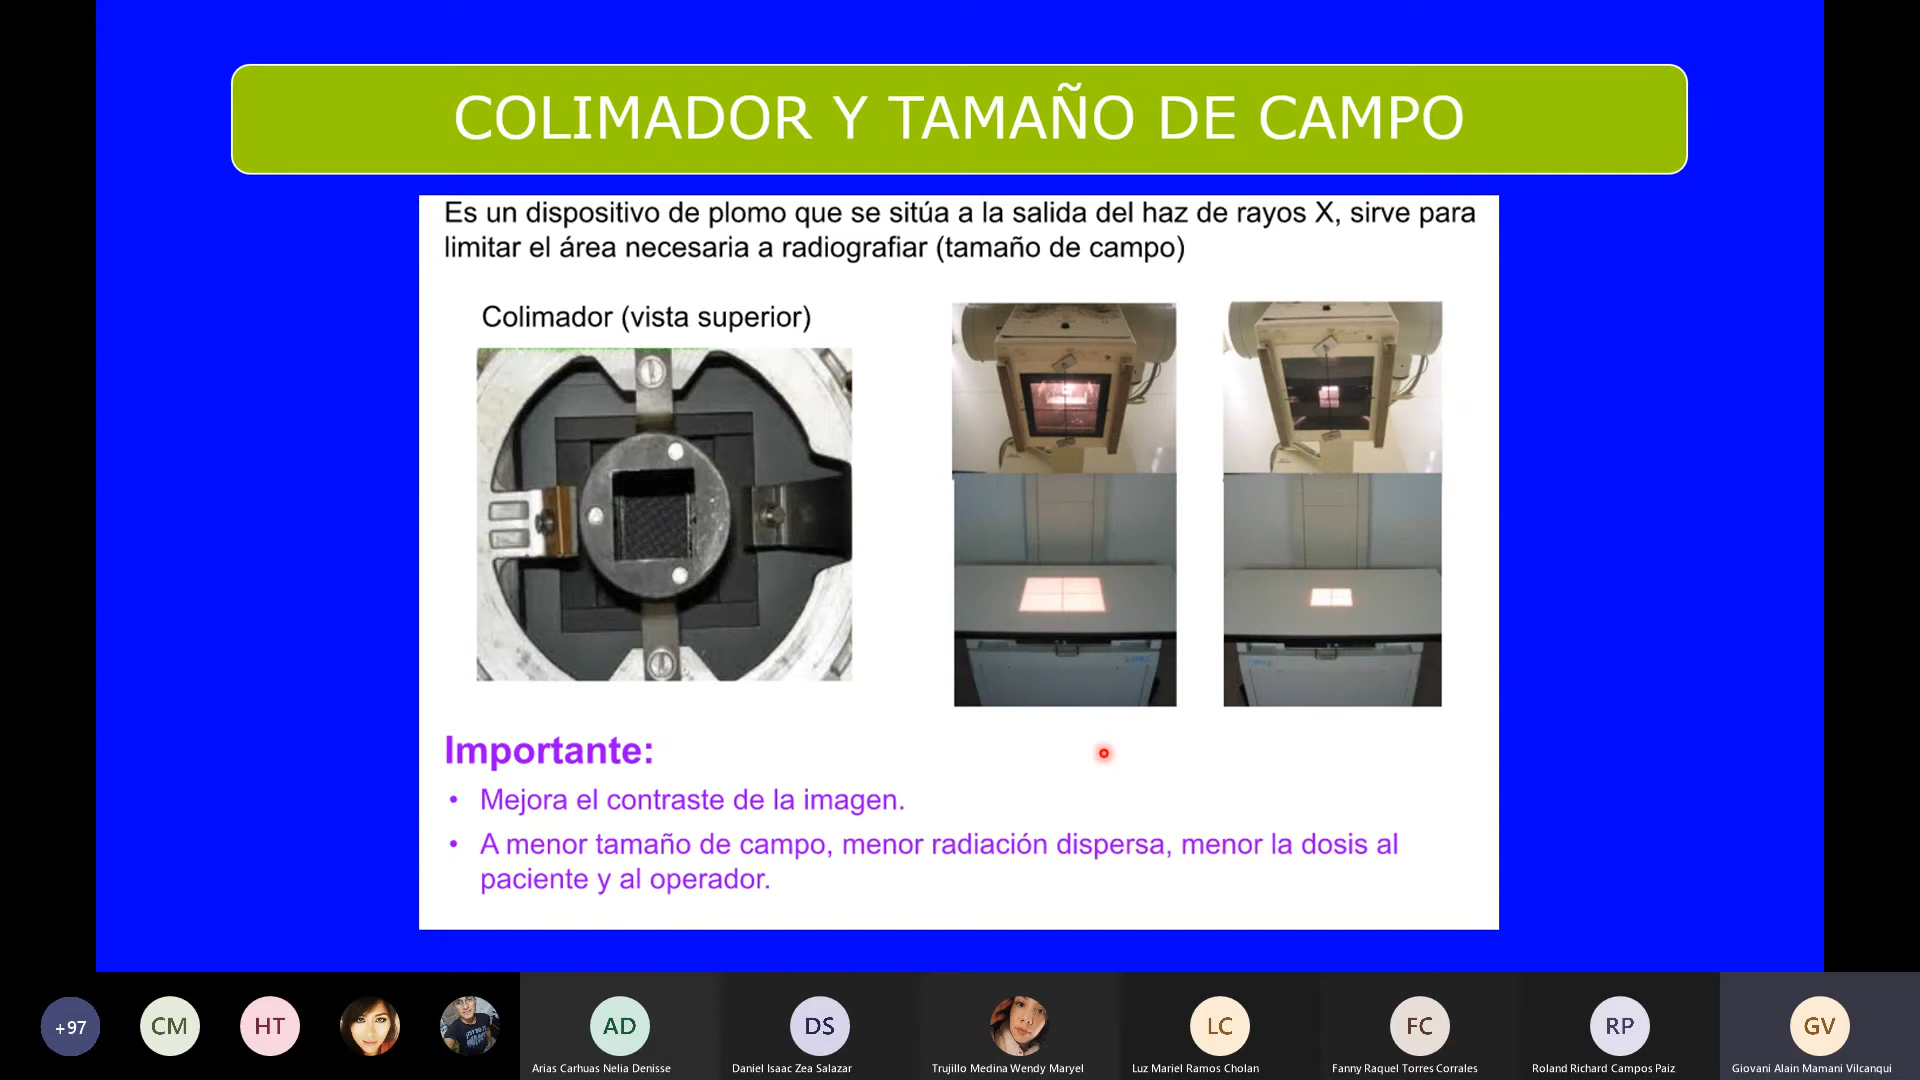 COLIMADOR Y TAMAÑO DE CAMPO
Es un dispositivo de plomo que se sitúa a la salida del haz de rayos X, sirve para
limitar el área necesaria a radiografiar (tamaño de campo)
Colimador (vista superior)
Importante:
• Mejora el contraste de la imagen.
• A menor tamaño de campo, menor radiación dispersa, menor la dosis al
paciente y al operador.
+97
CM
HT
AD
DS
LC
FC
RP
GV
Arias Carhuas Nelia Denisse
Daniel Isaac Zea Salazar
Trujillo Medina Wendy Maryel
Luz Mariel Ramos Cholan
Fanny Raquel Torres Corrales
Roland Richard Campos Paiz
Giovani Alain Mamani Vilcanqui